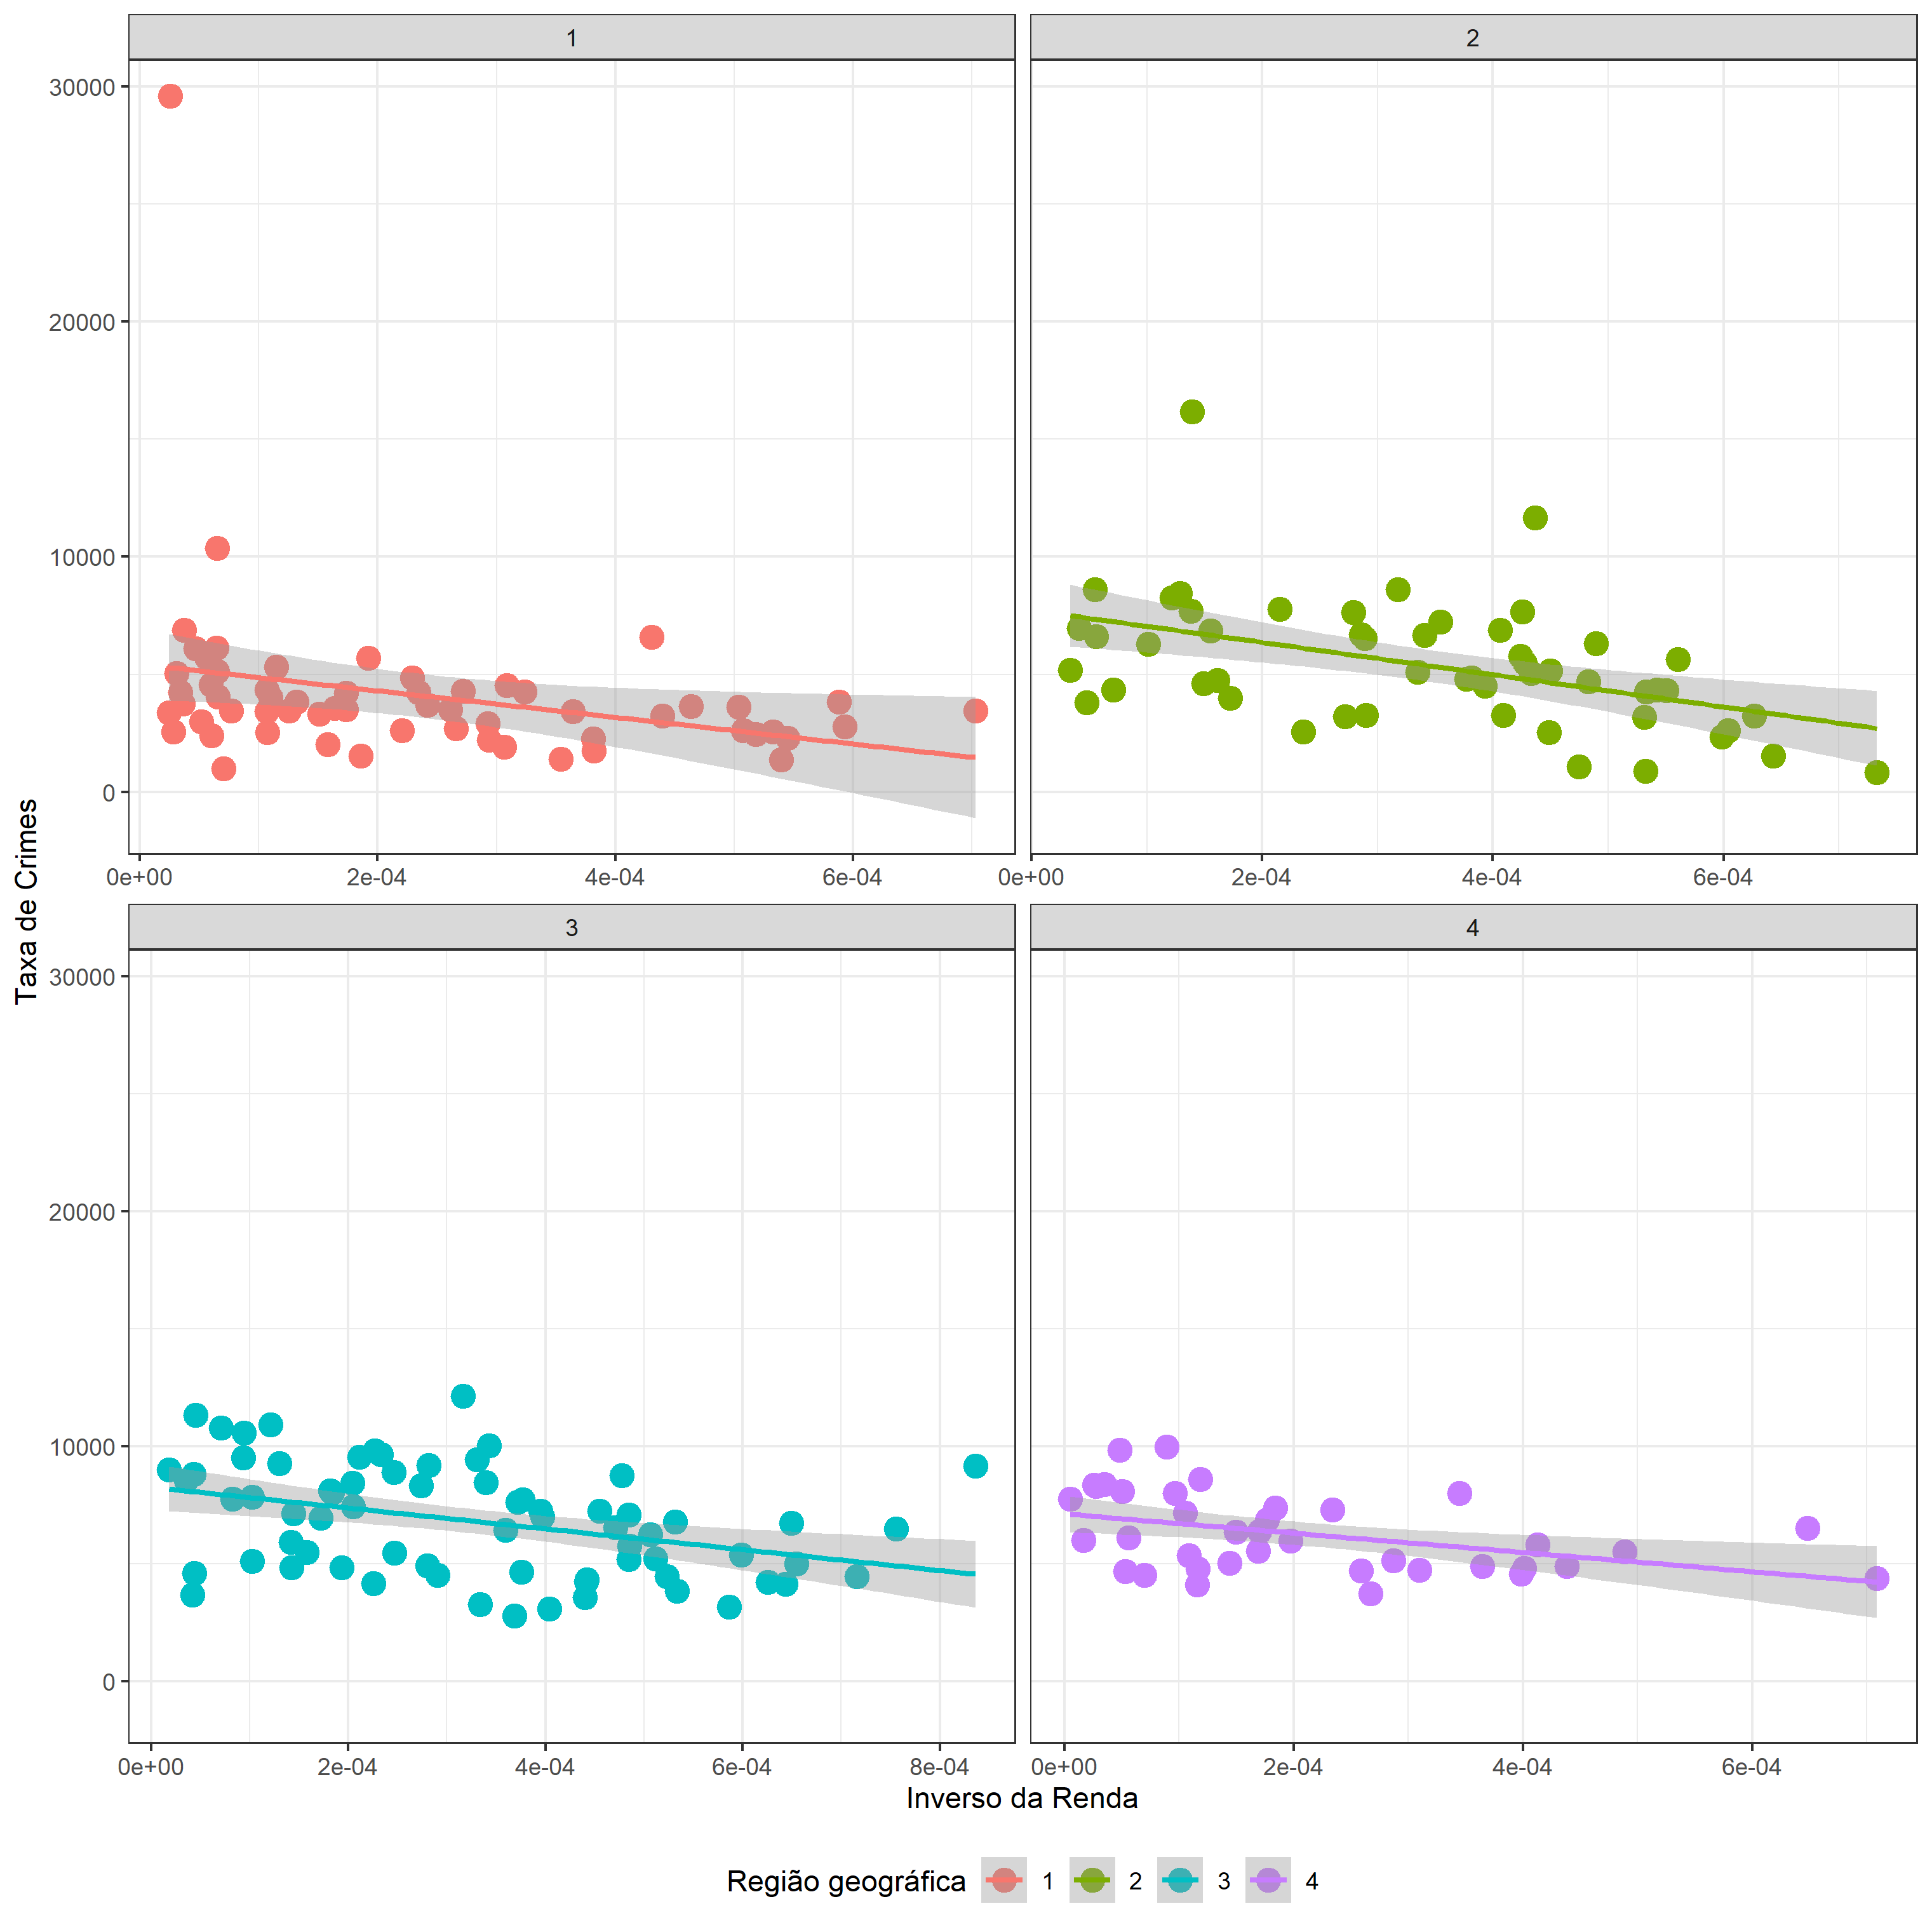 1
2
30000
20000
10000
0
0e+00 2e-04 4e-04 6e-04
0e+00 2e-04 4e-04 6e-04
Taxa de Crimes
3
4
30000
20000
10000
0
0e+00 2e-04 4e-04 6e-04 8e-04
0e+00 2e-04 4e-04 6e-04
Inverso da Renda
Região geográfica 1 2 3 4